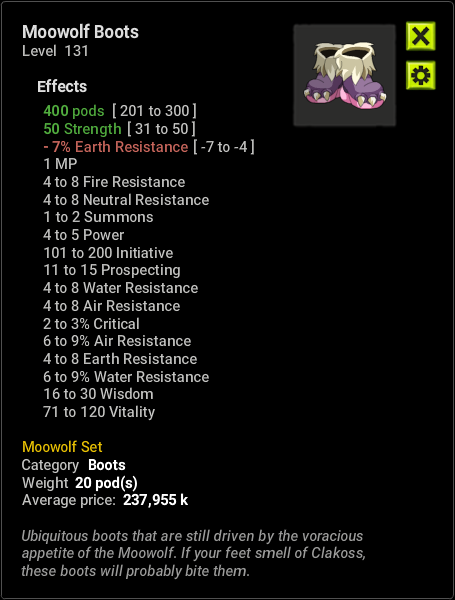 Moowolf Boots
Level 131
Effects
400 pods [ 201 to 300 ]
50 Strength [ 31 to 50 ]
- 7% Earth Resistance [ -7 to -4 ]
1 MP
4 to 8 Fire Resistance
4 to 8 Neutral Resistance
1 to 2 Summons
4 to 5 Power
101 to 200 Initiative
11 to 15 Prospecting
4 to 8 Water Resistance
4 to 8 Air Resistance
2 to 3% Critical
6 to 9% Air Resistance
4 to 8 Earth Resistance
6 to 9% Water Resistance
16 to 30 Wisdom
71 to 120 Vitality
Moowolf Set
Category Boots
Weight 20 pod(s)
Average price: 237,955 k
Ubiquitous boots that are still driven by the voracious
appetite of the Moowolf. If your feet smell of Clakoss,
these boots will probably bite them.